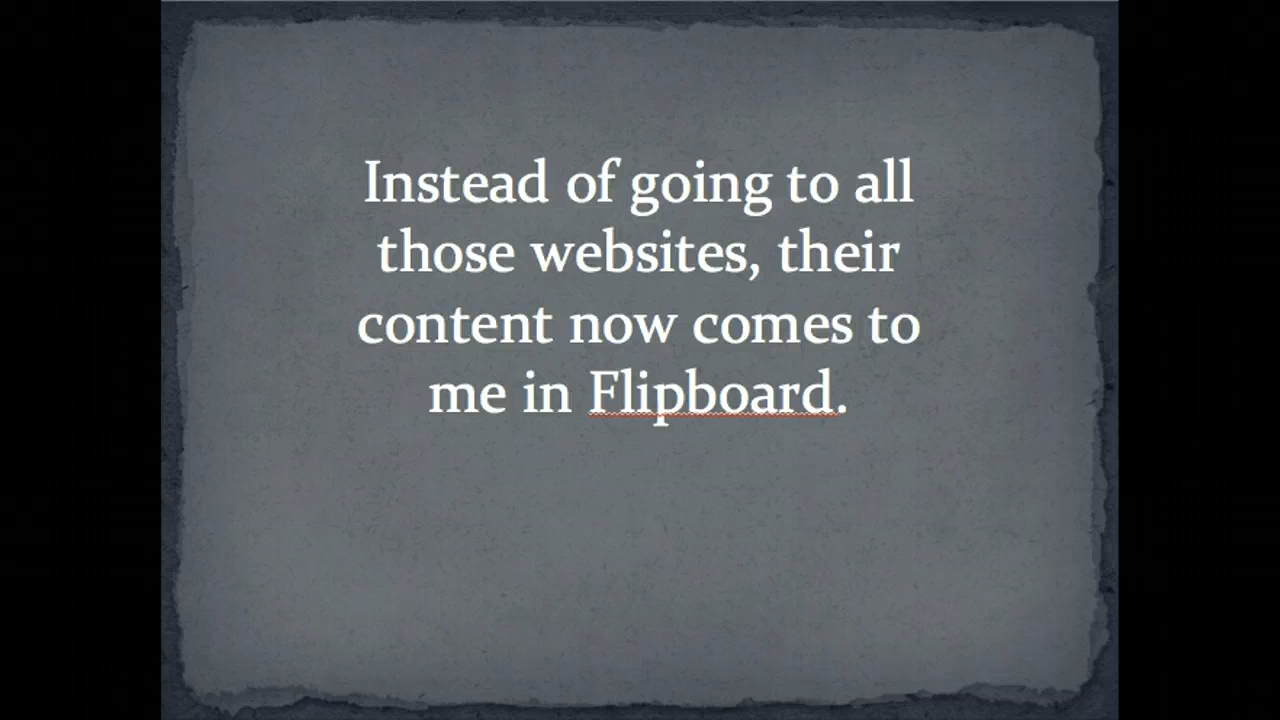 Instead of going to all
those websites, their
content now comes to
me in Flipboard.